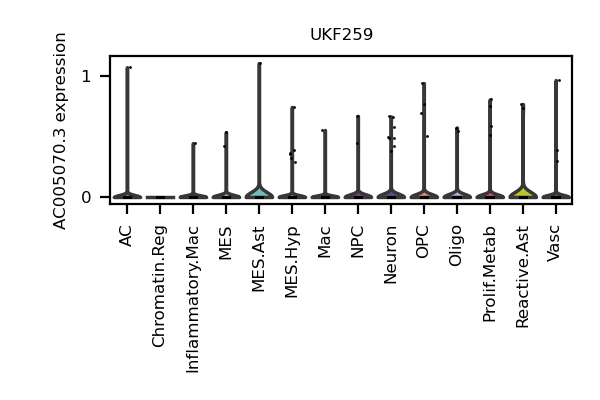 UKF259
AC005070.3 expression
1
0
AC
Chromatin.Reg
Inflammatory.Mac
MES
MES.Ast
MES.Hyp
Mac
NPC
Neuron
OPC
Oligo
Prolif.Metab
Reactive.Ast
Vasc